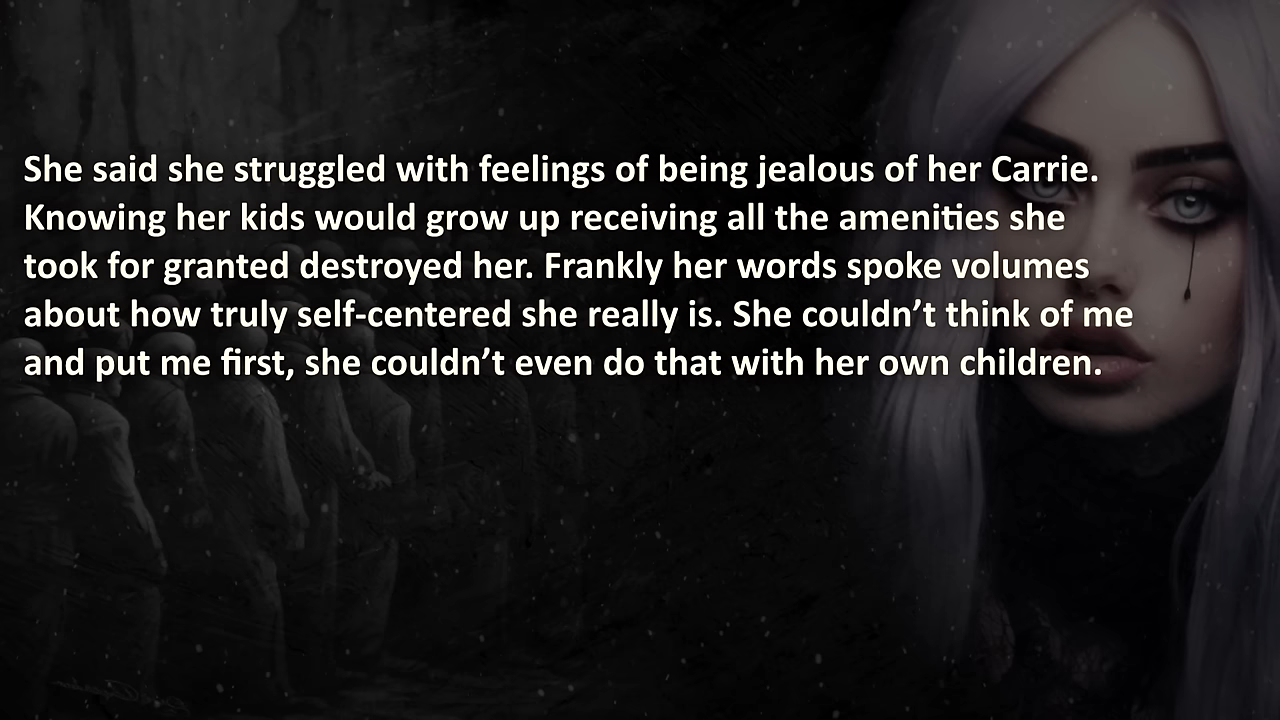 She said she struggled with feelings of being jealous of her Carrie.
Knowing her kids would grow up receiving all the amenities she
took for granted destroyed her. Frankly her words spoke volumes
about how truly self-centered she really is. She couldn’t think of me
and put me first, she couldn’t even do that with her own children.